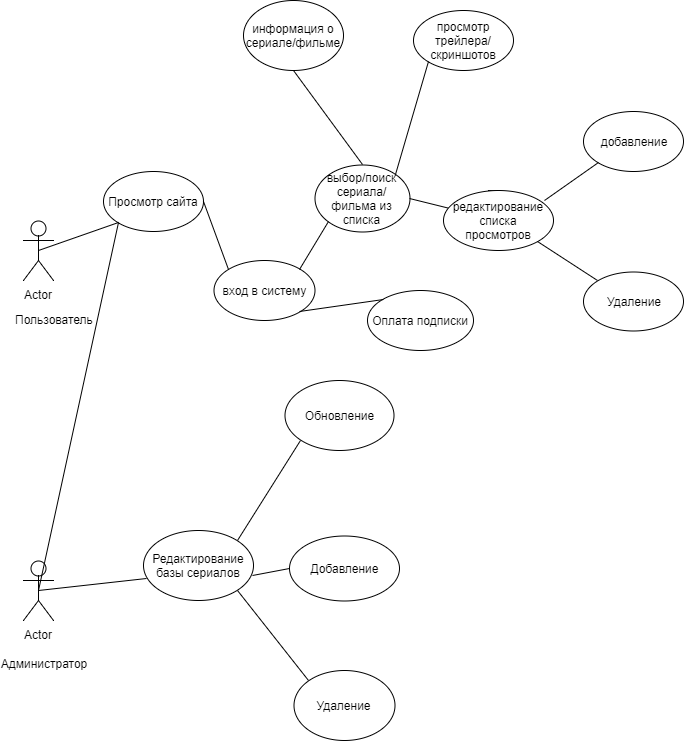 информация о
сериале/фильме
просмотр
трейлера/
скриншотов
добавление
выбор/поиск
сериала/
фильма из
списка
Просмотр сайта
редактирование
списка
просмотров
вход в систему
Actor
Удаление
Пользователь
Оплата подписки
Обновление
Редактирование
базы сериалов
Добавление
Actor
Администратор
Удаление